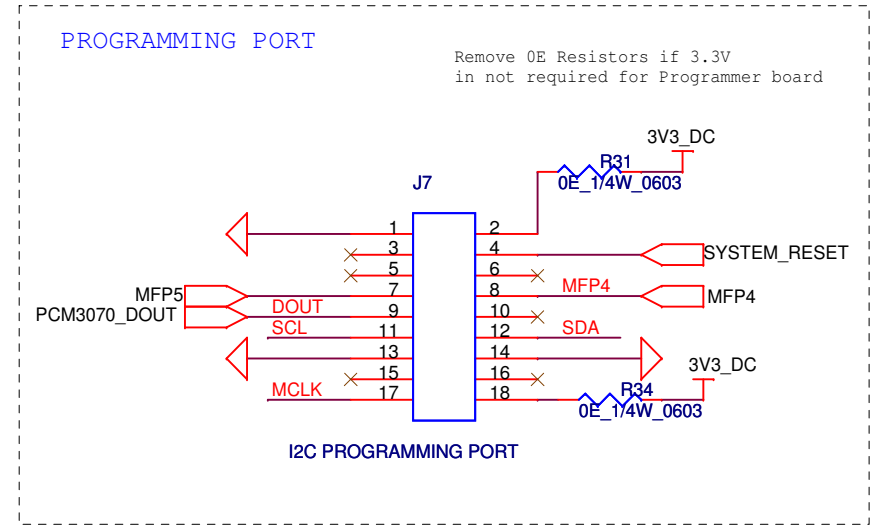 PROGRAMMING PORT
Remove 0E Resistors if 3.3V
in not required for Programmer board
3V3_DC
R31
0E_1/4W_0603
J7
1 2
3 4 SYSTEM_RESET
5 6
MFP5 7 8 MFP4 MFP4
PCM3070_DOUT DOUT 9 10
SCL 11 12 SDA
13 14
3V3_DC
15 16
MCLK 17 18 R34
0E_1/4W_0603
I2C PROGRAMMING PORT